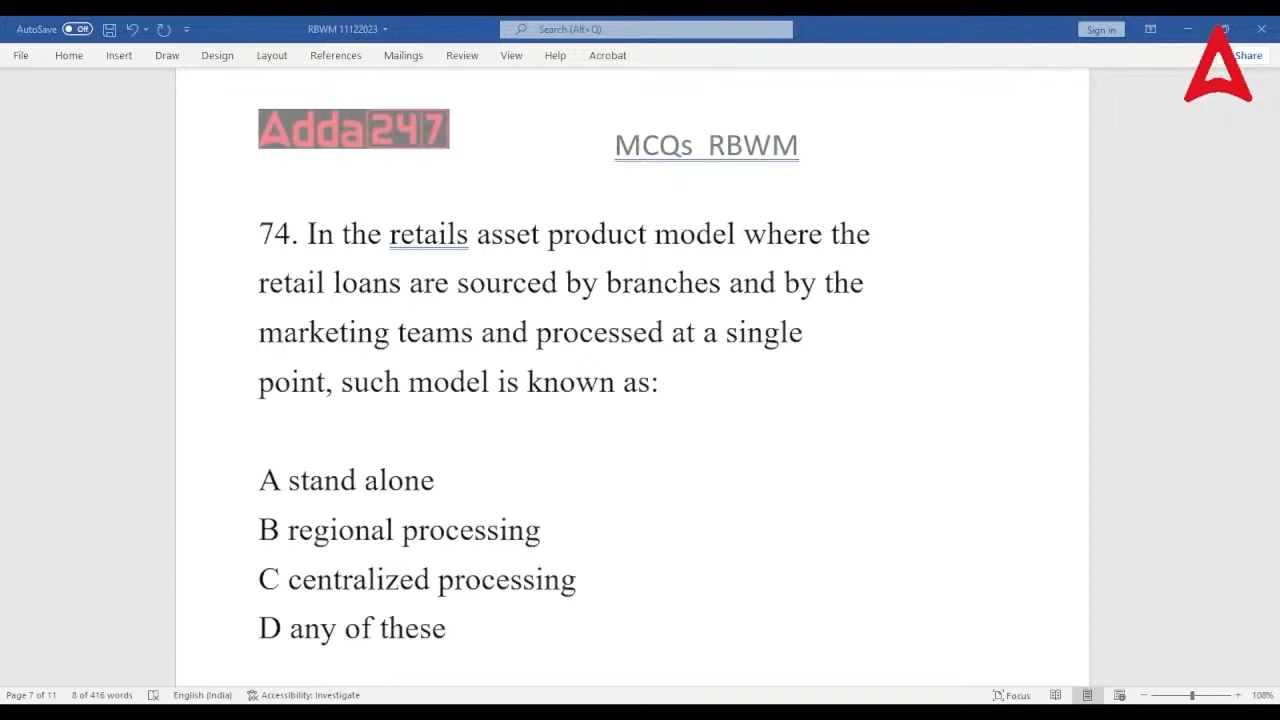 AutoSave Off RBWM 11122023 Search (Alt+Q) Sign in
File Home Insert Draw Design Layout References Mailings Review View Help Acrobat Share
Adda247
MCQs RBWM
74. In the retails asset product model where the
retail loans are sourced by branches and by the
marketing teams and processed at a single
point, such model is known as:
A stand alone
B regional processing
C centralized processing
D any of these
Page 7 of 11 8 of 416 words English (India) Accessibility: Investigate Focus 108%